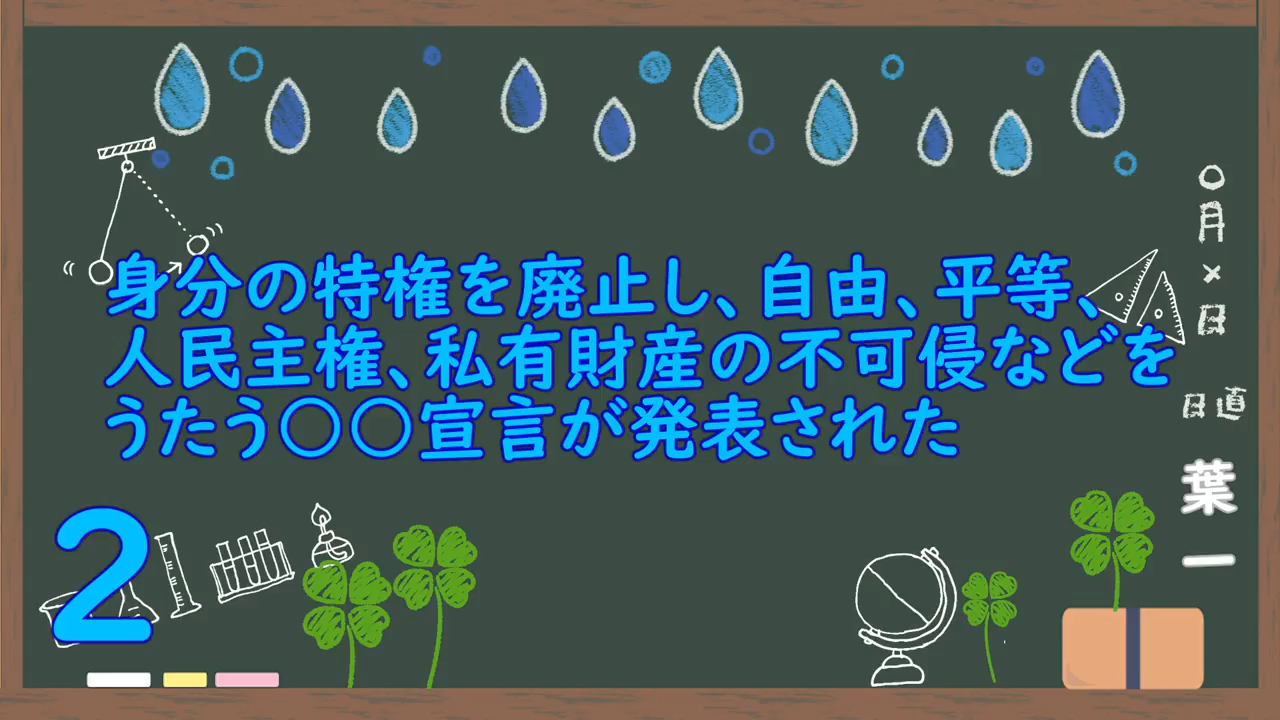 身分の特権を廃止し、自由、平等、
人民主権、私有財産の不可侵などを
うたう〇〇宣言が発表された
2
〇月×日
日直
葉一